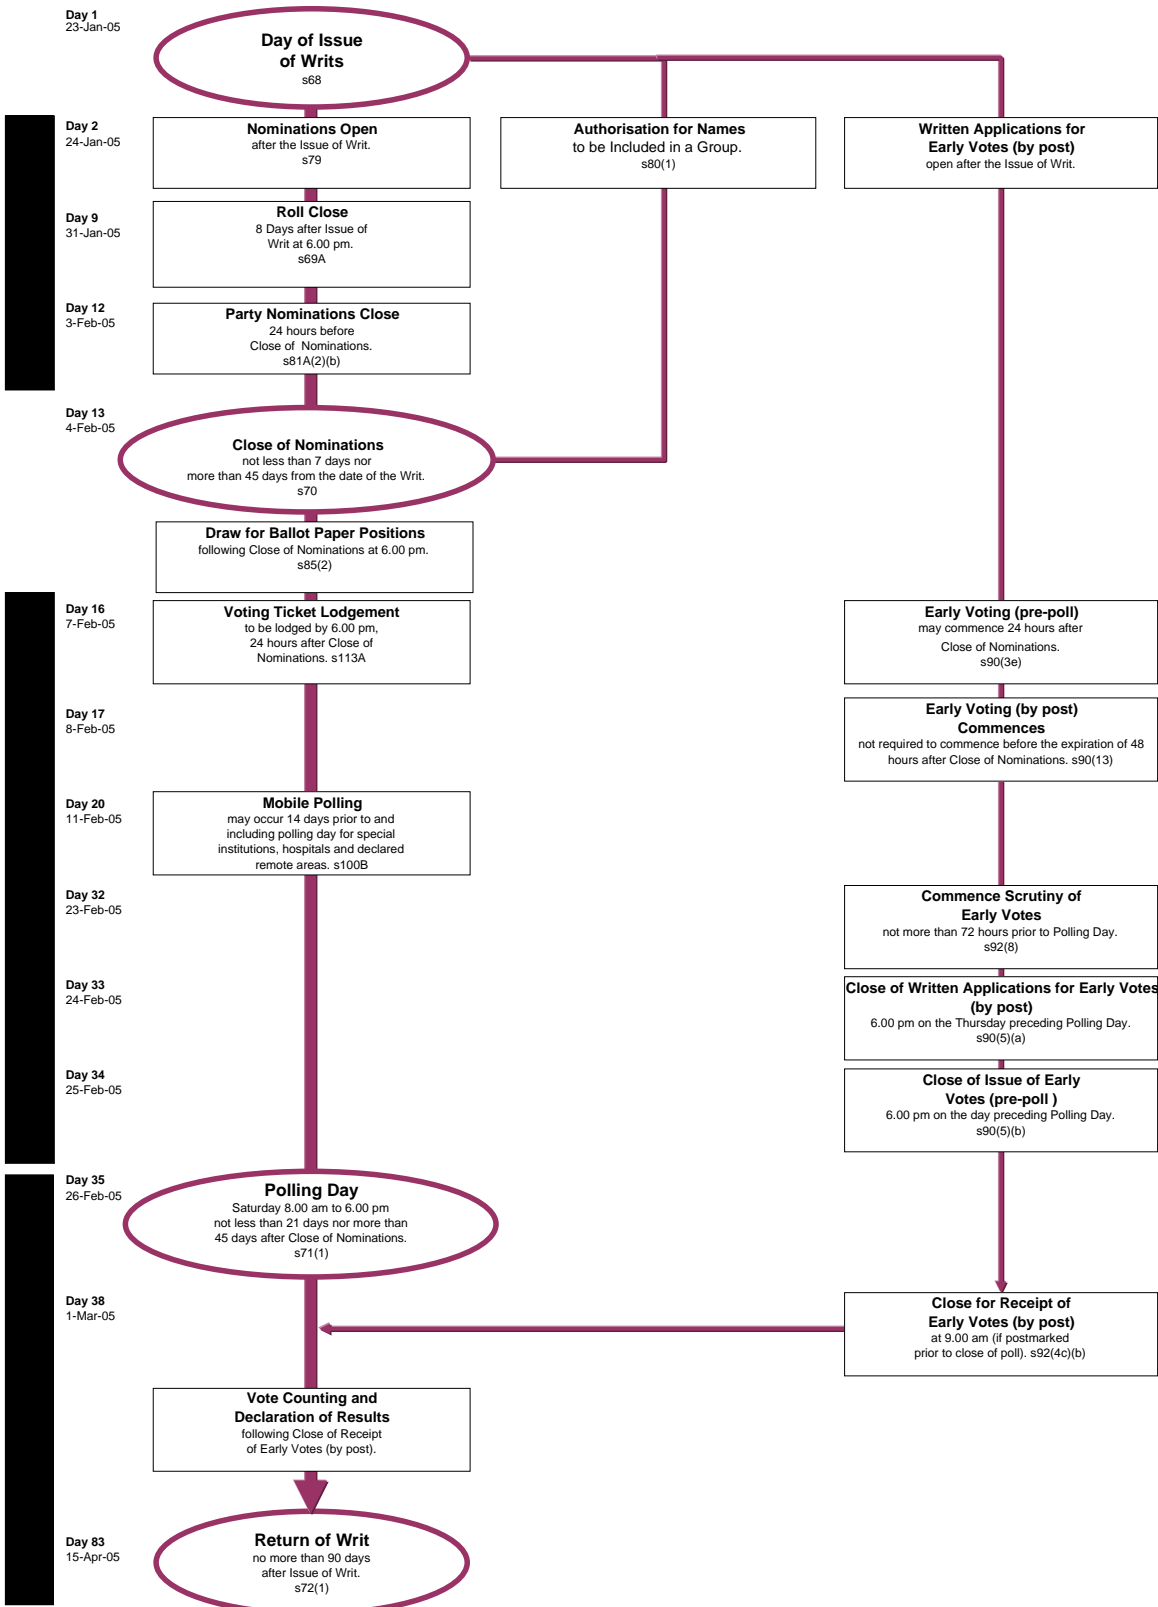 Day 1
23-Jan-05
Day of Issue
of Writs
s68
Day 2
24-Jan-05
Nominations Open
after the Issue of Writ.
s79
Authorisation for Names
to be Included in a Group.
s80(1)
Written Applications for
Early Votes (by post)
open after the Issue of Writ.
Day 9
31-Jan-05
Roll Close
8 Days after Issue of
Writ at 6.00 pm.
s69A
Day 12
3-Feb-05
Party Nominations Close
24 hours before
Close of Nominations.
s81A(2)(b)
Day 13
4-Feb-05
Close of Nominations
not less than 7 days nor
more than 45 days from the date of the Writ.
s70
Draw for Ballot Paper Positions
following Close of Nominations at 6.00 pm.
s85(2)
Day 16
7-Feb-05
Voting Ticket Lodgement
to be lodged by 6.00 pm,
24 hours after Close of
Nominations. s113A
Early Voting (pre-poll)
may commence 24 hours after
Close of Nominations.
s90(3e)
Day 17
8-Feb-05
Early Voting (by post)
Commences
not required to commence before the expiration of 48
hours after Close of Nominations. s90(13)
Day 20
11-Feb-05
Mobile Polling
may occur 14 days prior to and
including polling day for special
institutions, hospitals and declared
remote areas. s100B
Day 32
23-Feb-05
Commence Scrutiny of
Early Votes
not more than 72 hours prior to Polling Day.
s92(8)
Day 33
24-Feb-05
Close of Written Applications for Early Votes
(by post)
6.00 pm on the Thursday preceding Polling Day.
s90(5)(a)
Day 34
25-Feb-05
Close of Issue of Early
Votes (pre-poll )
6.00 pm on the day preceding Polling Day.
s90(5)(b)
Day 35
26-Feb-05
Polling Day
Saturday 8.00 am to 6.00 pm
not less than 21 days nor more than
45 days after Close of Nominations.
s71(1)
Day 38
1-Mar-05
Close for Receipt of
Early Votes (by post)
at 9.00 am (if postmarked
prior to close of poll). s92(4c)(b)
Vote Counting and
Declaration of Results
following Close of Receipt
of Early Votes (by post).
Day 83
15-Apr-05
Return of Writ
no more than 90 days
after Issue of Writ.
s72(1)